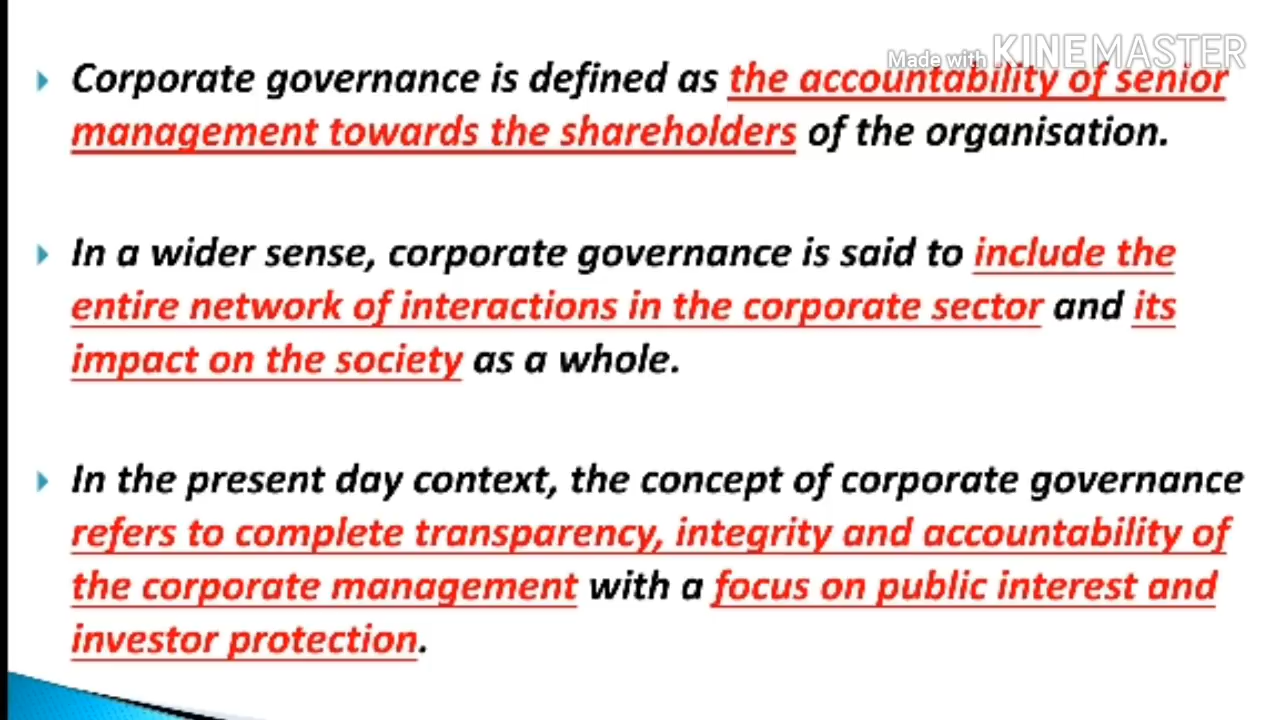 Made with KINEMASTER
Corporate governance is defined as the accountability of senior
management towards the shareholders of the organisation.
In a wider sense, corporate governance is said to include the
entire network of interactions in the corporate sector and its
impact on the society as a whole.
In the present day context, the concept of corporate governance
refers to complete transparency, integrity and accountability of
the corporate management with a focus on public interest and
investor protection.